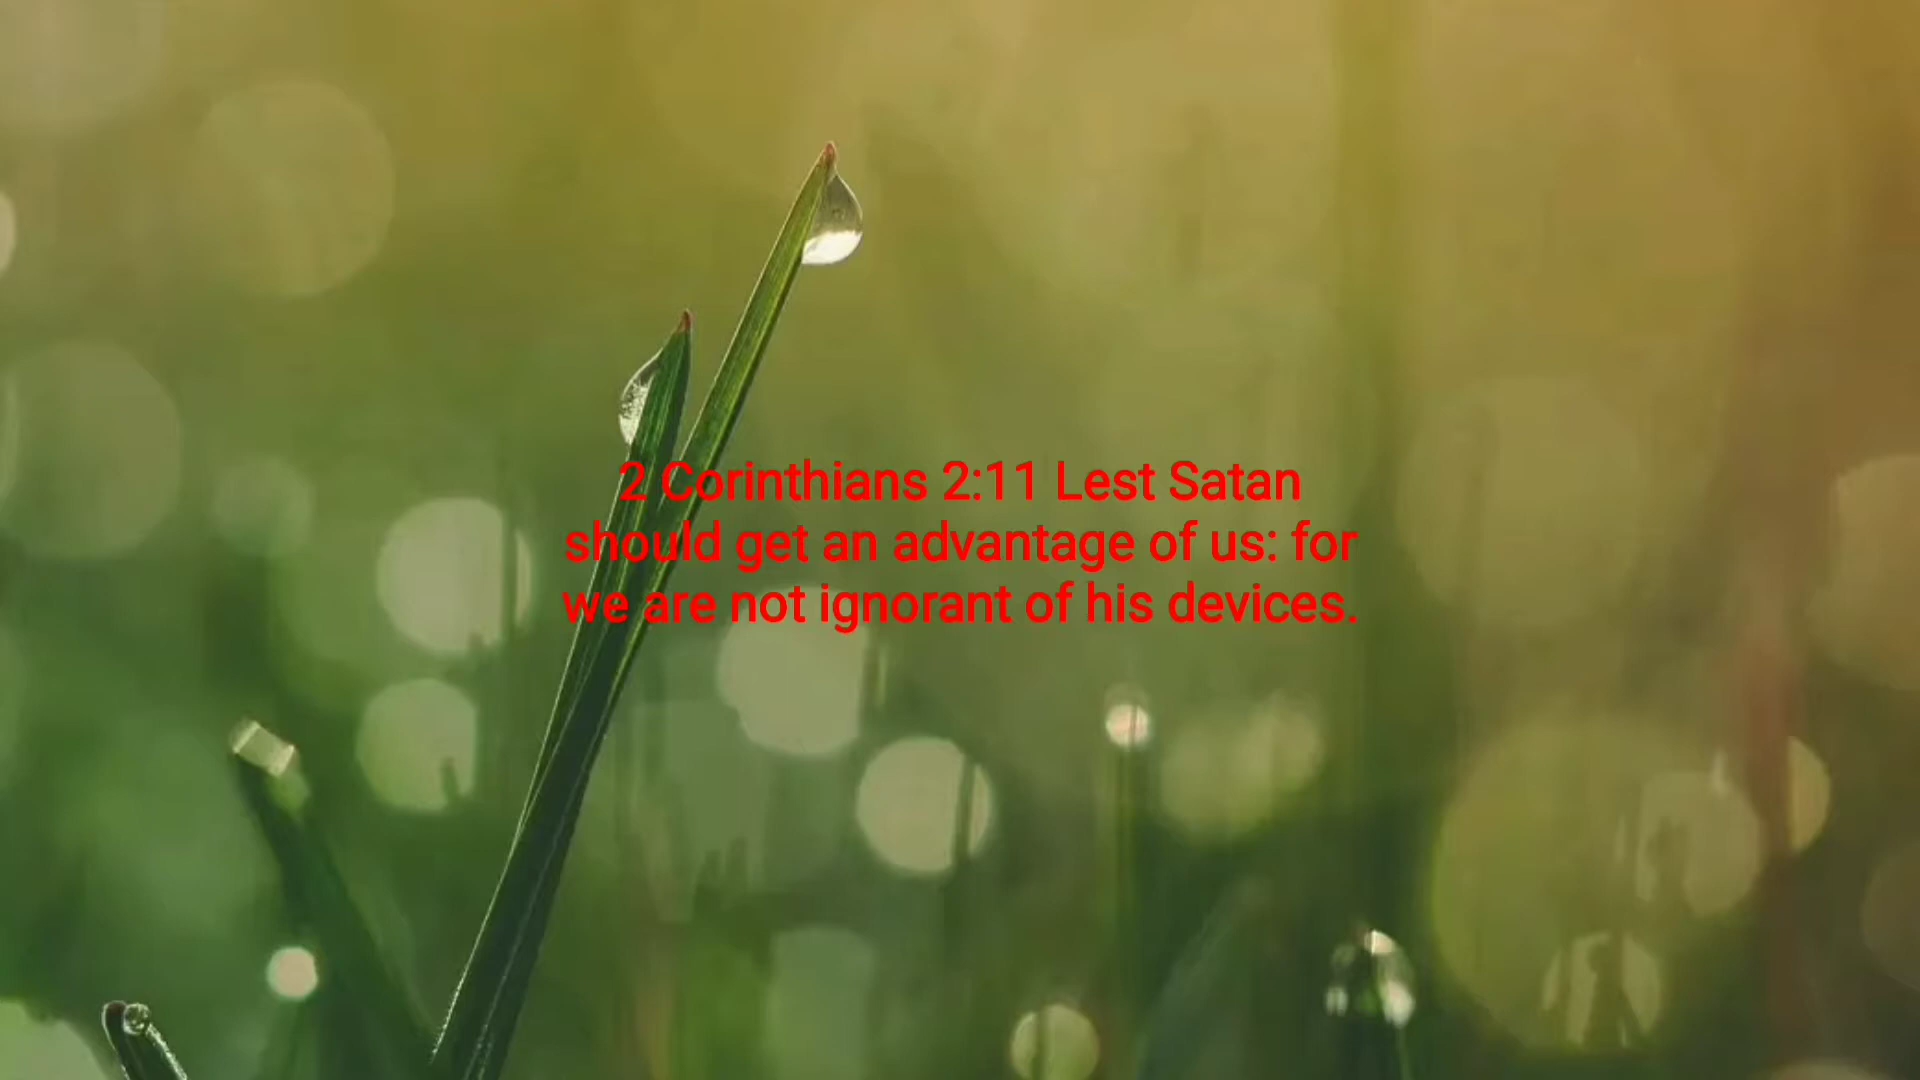 2 Corinthians 2:11 Lest Satan
should get an advantage of us: for
we are not ignorant of his devices.